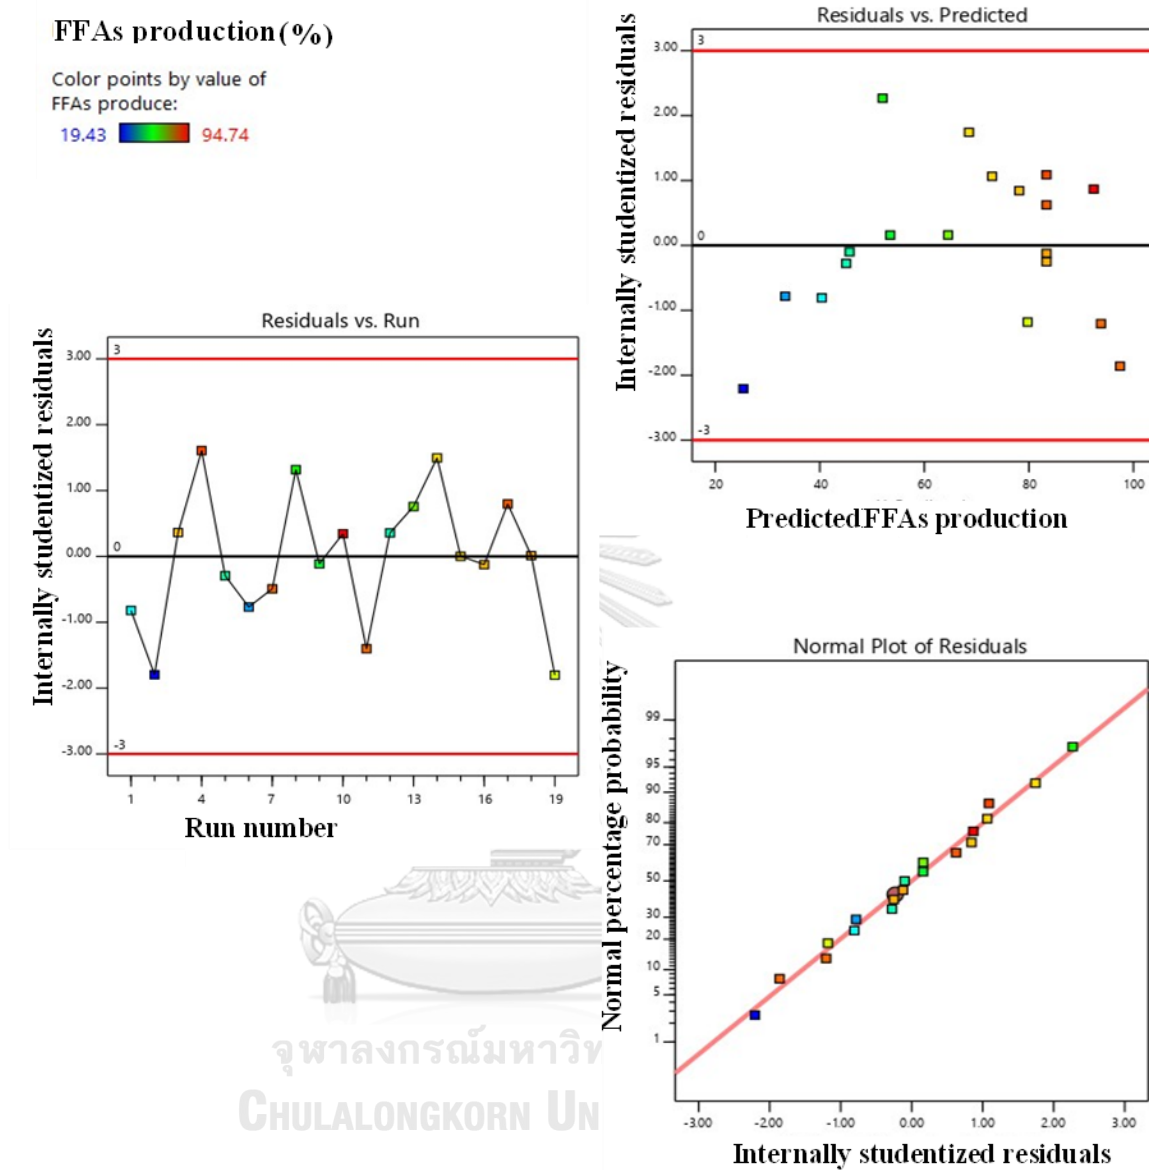 FFAs production (%)
Color points by value of
FFAs produce:
19.43 94.74
Residuals vs. Predicted
Internally studentized residuals
3.00
2.00
1.00
0.00
-1.00
-2.00
-3.00
3
0
-3
20 40 60 80 100
Predicted FFAs production
Residuals vs. Run
Internally studentized residuals
3.00
2.00
1.00
0.00
-1.00
-2.00
-3.00
3
0
-3
1 4 7 10 13 16 19
Run number
Normal Plot of Residuals
Normal percentage probability
99
95
90
80
70
50
30
20
10
5
1
-3.00 -2.00 -1.00 0.00 1.00 2.00 3.00
Internally studentized residuals
จุฬาลงกรณ์มหาวิท
CHULALONGKORN UN